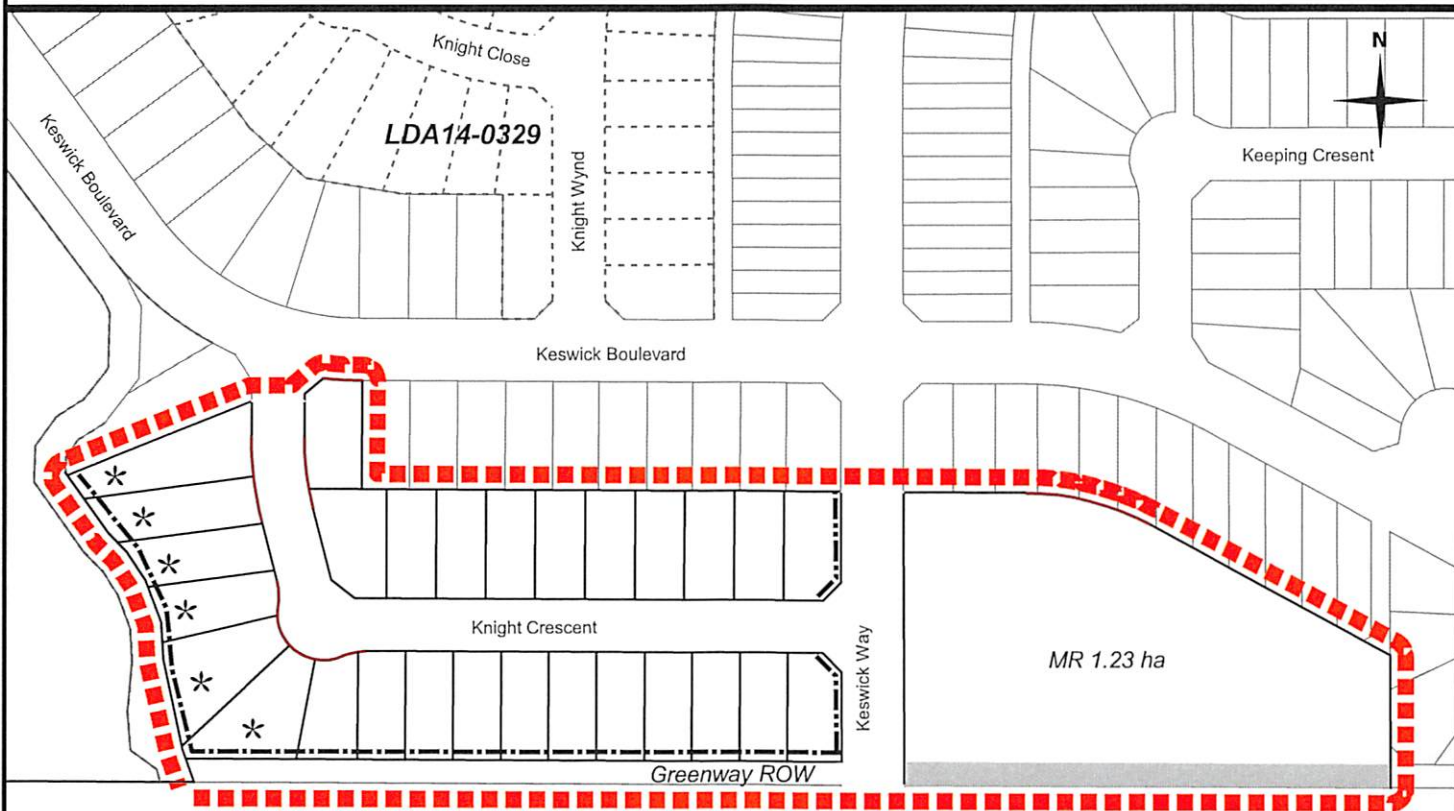 Knight Close
N
LDA14-0329
Keswick Boulevard
Keeping Cresent
Knight Wynd
Keswick Boulevard
Knight Crescent
Keswick Way
MR 1.23 ha
Greenway ROW